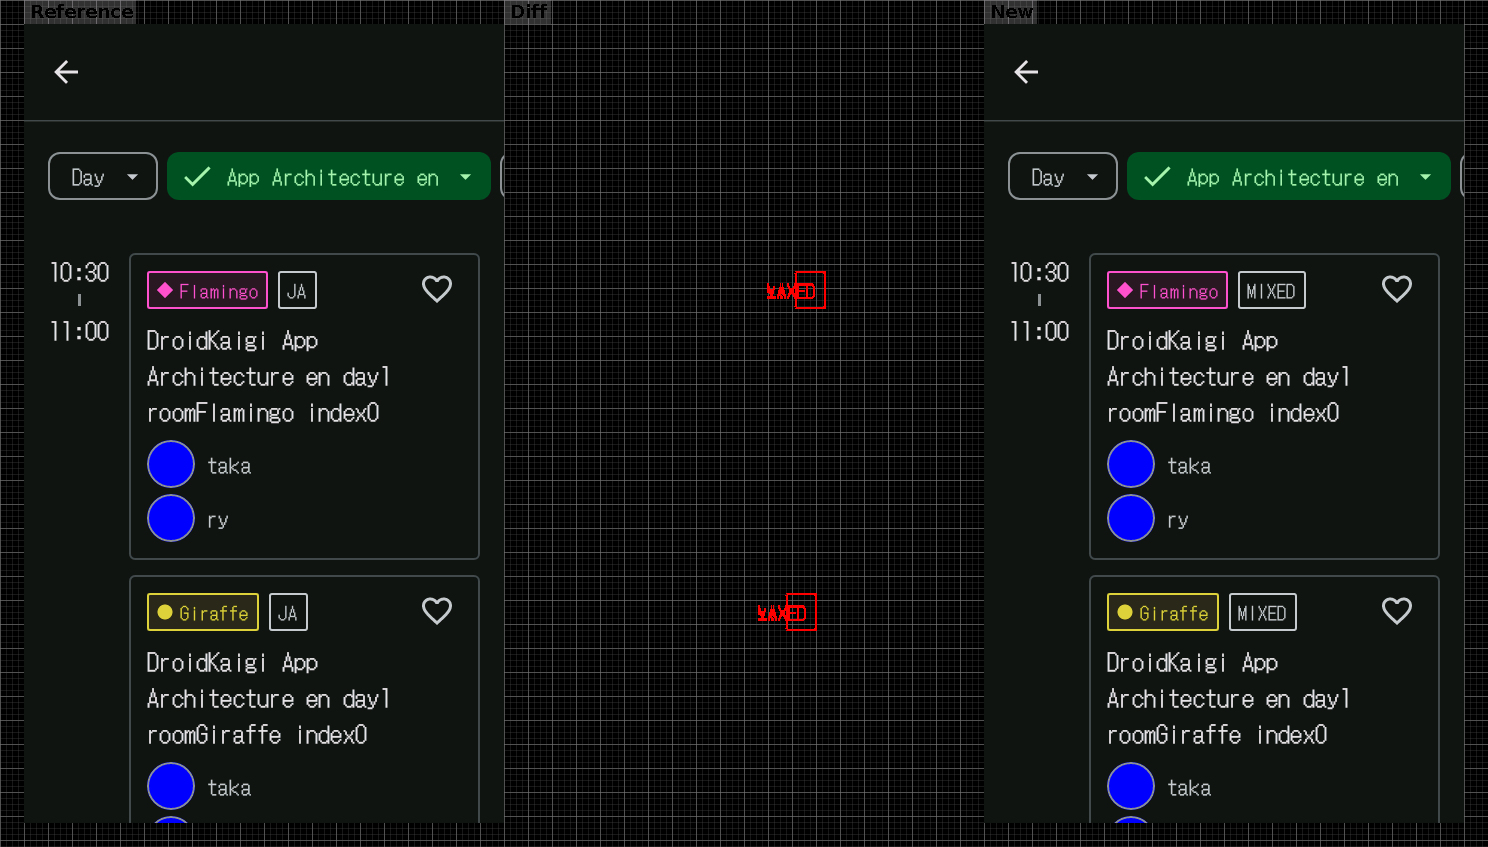 Reference
Day
App Architecture en
10:30
11:00
Flamingo
JA
DroidKaigi App
Architecture en day1
roomFlamingo index0
taka
ry
Giraffe
JA
DroidKaigi App
Architecture en day1
roomGiraffe index0
taka
Diff
New
Day
App Architecture en
10:30
11:00
Flamingo
MIXED
DroidKaigi App
Architecture en day1
roomFlamingo index0
taka
ry
Giraffe
MIXED
DroidKaigi App
Architecture en day1
roomGiraffe index0
taka